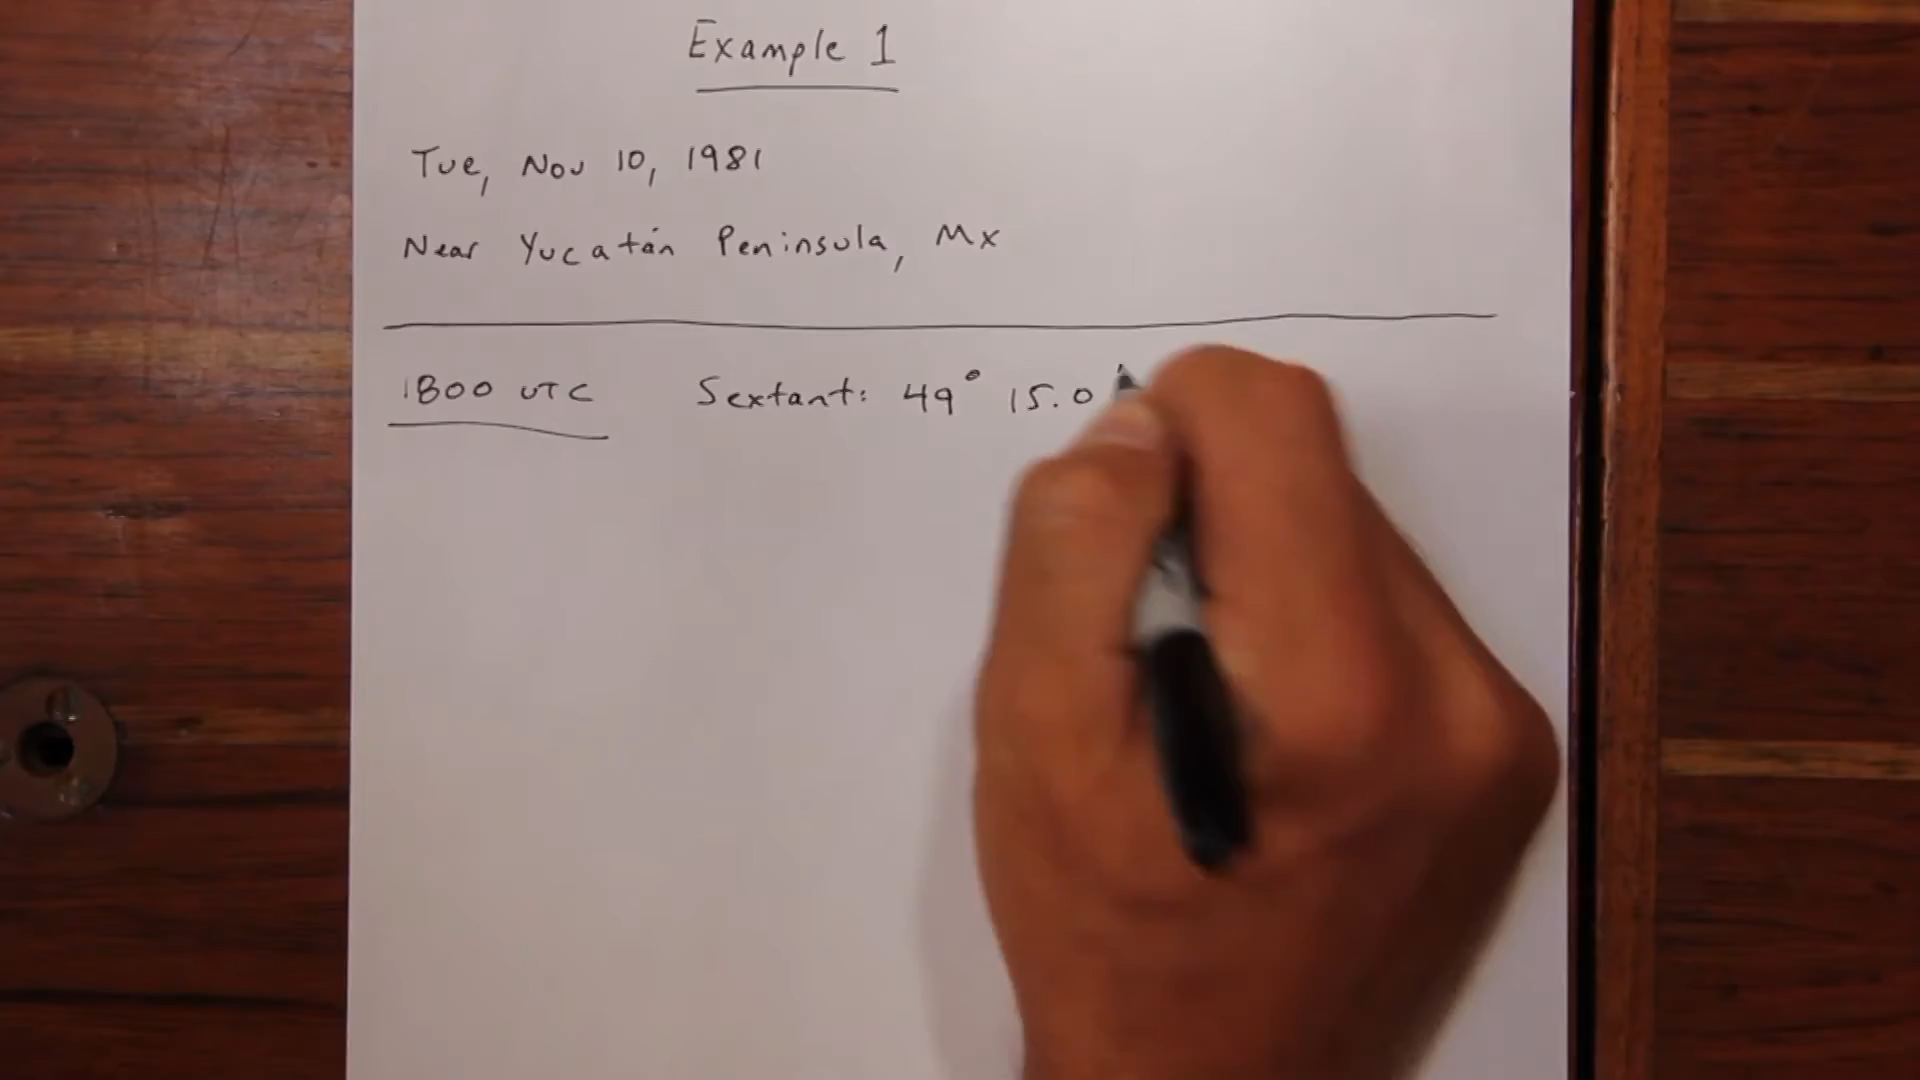 Example 1
Tue, Nov 10, 1981
Near Yucatán Peninsula, Mx
1800 UTC Sextant: 49° 15.0